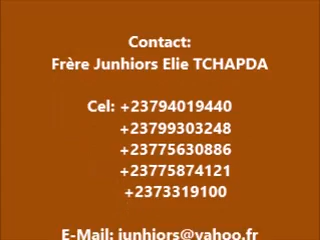 Contact:
Frère Junhiors Elie TCHAPDA
Cel: +23794019440
+23799303248
+23775630886
+23775874121
+2373319100
E-Mail: junhiors@yahoo.fr